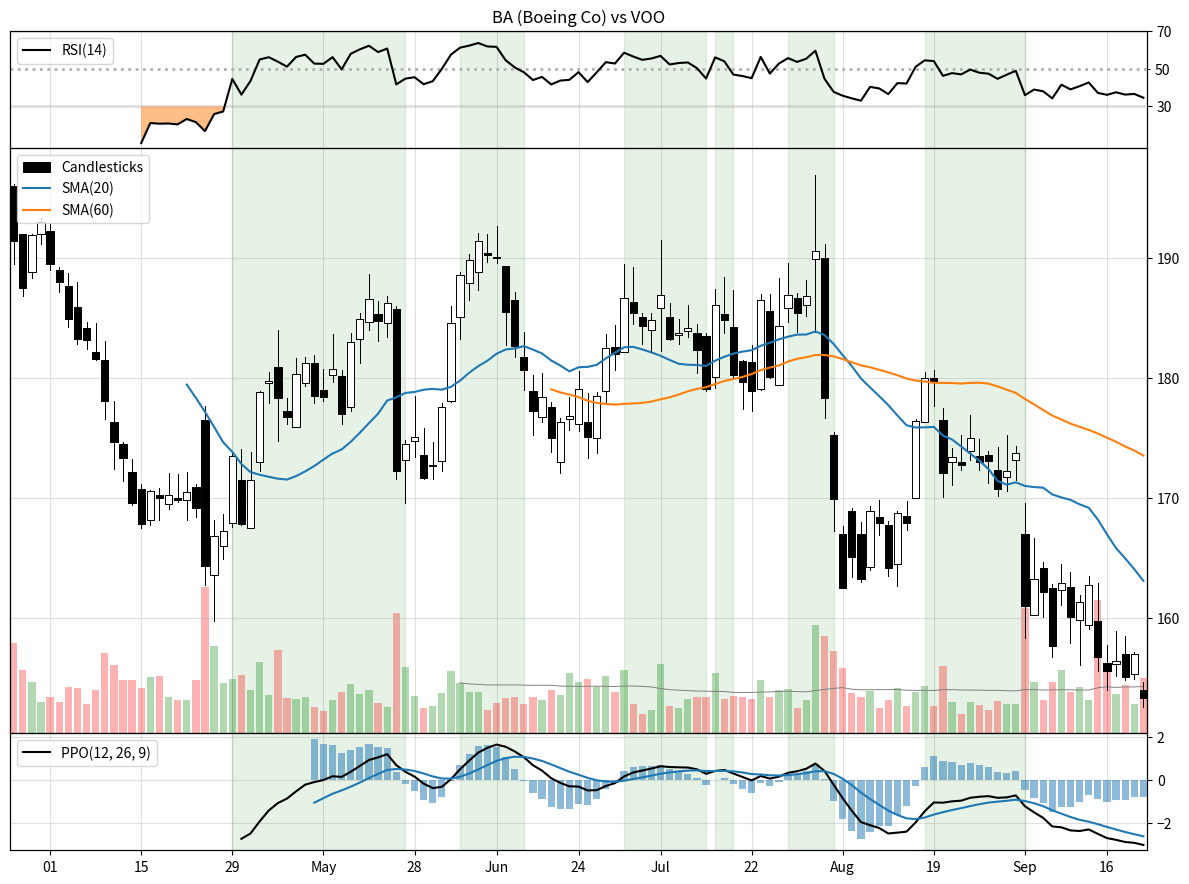 BA (Boeing Co) vs VOO
RSI(14)
70
50
30
Candlesticks
SMA(20)
SMA(60)
190
180
170
160
PPO(12, 26, 9)
2
0
−2
01 15 29 May 28 Jun 24 Jul 22 Aug 19 Sep 16